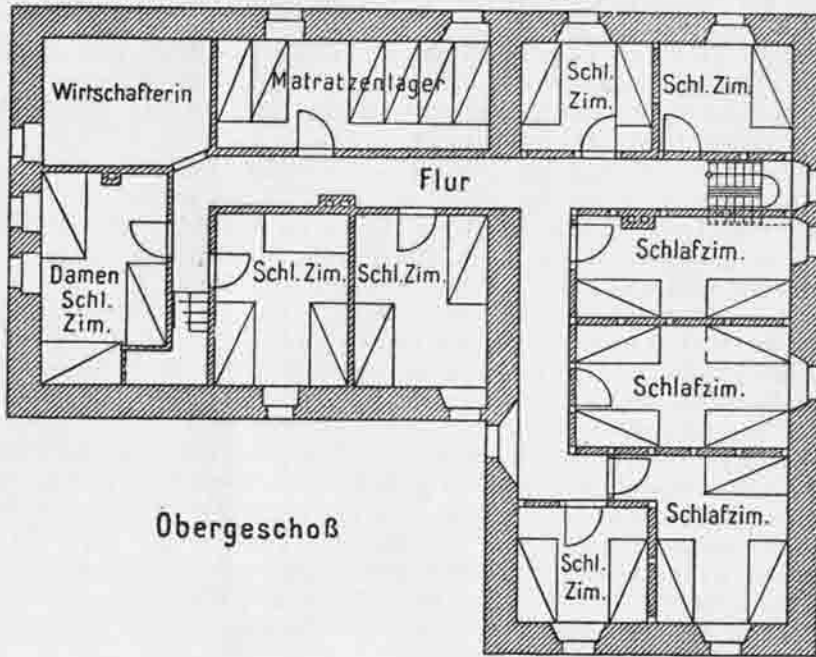 Wirtschafterin
Matratzenlager
Schl.
Zim.
Schl. Zim.
Flur
Damen
Schl.
Zim.
Schl. Zim.
Schl. Zim.
Schlafzim.
Schlafzim.
Schlafzim.
Schl.
Zim.
Obergeschoß